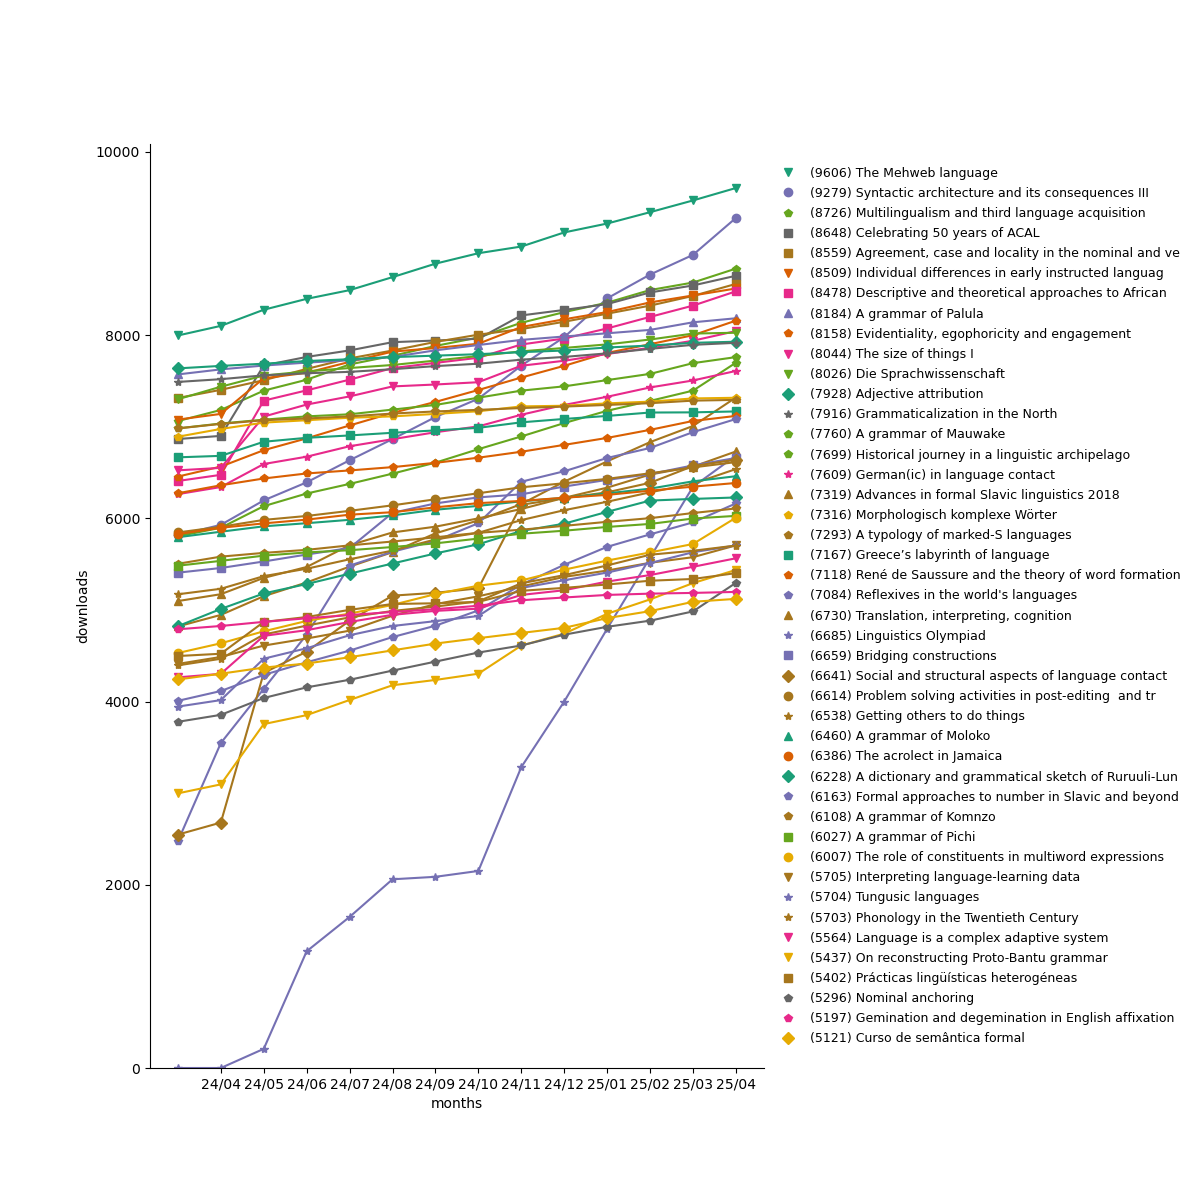 10000
8000
6000
4000
2000
0
downloads
24/04 24/05 24/06 24/07 24/08 24/09 24/10 24/11 24/12 25/01 25/02 25/03 25/04
months
(9606) The Mehweb language
(9279) Syntactic architecture and its consequences III
(8726) Multilingualism and third language acquisition
(8648) Celebrating 50 years of ACAL
(8559) Agreement, case and locality in the nominal and ve
(8509) Individual differences in early instructed languag
(8478) Descriptive and theoretical approaches to African
(8184) A grammar of Palula
(8158) Evidentiality, egophoricity and engagement
(8044) The size of things I
(8026) Die Sprachwissenschaft
(7928) Adjective attribution
(7916) Grammaticalization in the North
(7760) A grammar of Mauwake
(7699) Historical journey in a linguistic archipelago
(7609) German(ic) in language contact
(7319) Advances in formal Slavic linguistics 2018
(7316) Morphologisch komplexe Wörter
(7293) A typology of marked-S languages
(7167) Greece’s labyrinth of language
(7118) René de Saussure and the theory of word formation
(7084) Reflexives in the world's languages
(6730) Translation, interpreting, cognition
(6685) Linguistics Olympiad
(6659) Bridging constructions
(6641) Social and structural aspects of language contact
(6614) Problem solving activities in post-editing  and tr
(6538) Getting others to do things
(6460) A grammar of Moloko
(6386) The acrolect in Jamaica
(6228) A dictionary and grammatical sketch of Ruruuli-Lun
(6163) Formal approaches to number in Slavic and beyond
(6108) A grammar of Komnzo
(6027) A grammar of Pichi
(6007) The role of constituents in multiword expressions
(5705) Interpreting language-learning data
(5704) Tungusic languages
(5703) Phonology in the Twentieth Century
(5564) Language is a complex adaptive system
(5437) On reconstructing Proto-Bantu grammar
(5402) Prácticas lingüísticas heterogéneas
(5296) Nominal anchoring
(5197) Gemination and degemination in English affixation
(5121) Curso de semântica formal